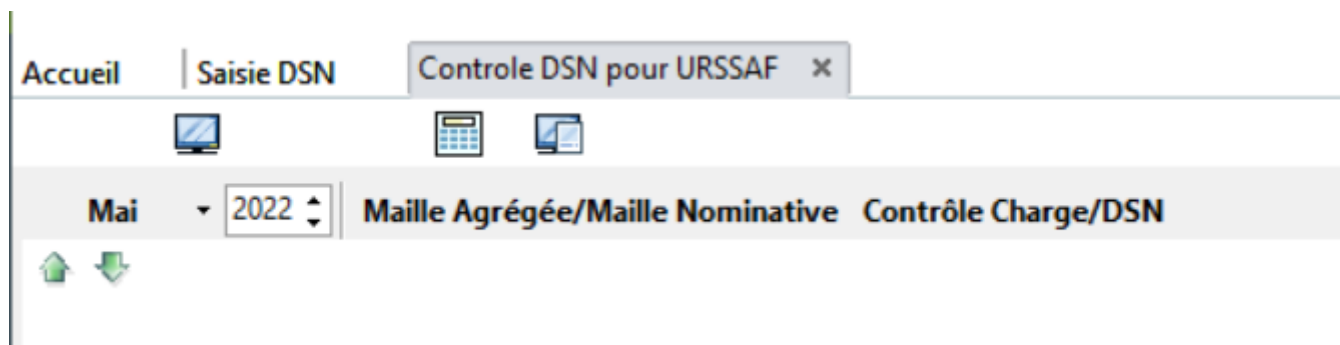 Accueil Saisie DSN Controle DSN pour URSSAF ×
Mai 2022 Maille Agrégée/Maille Nominative Contrôle Charge/DSN